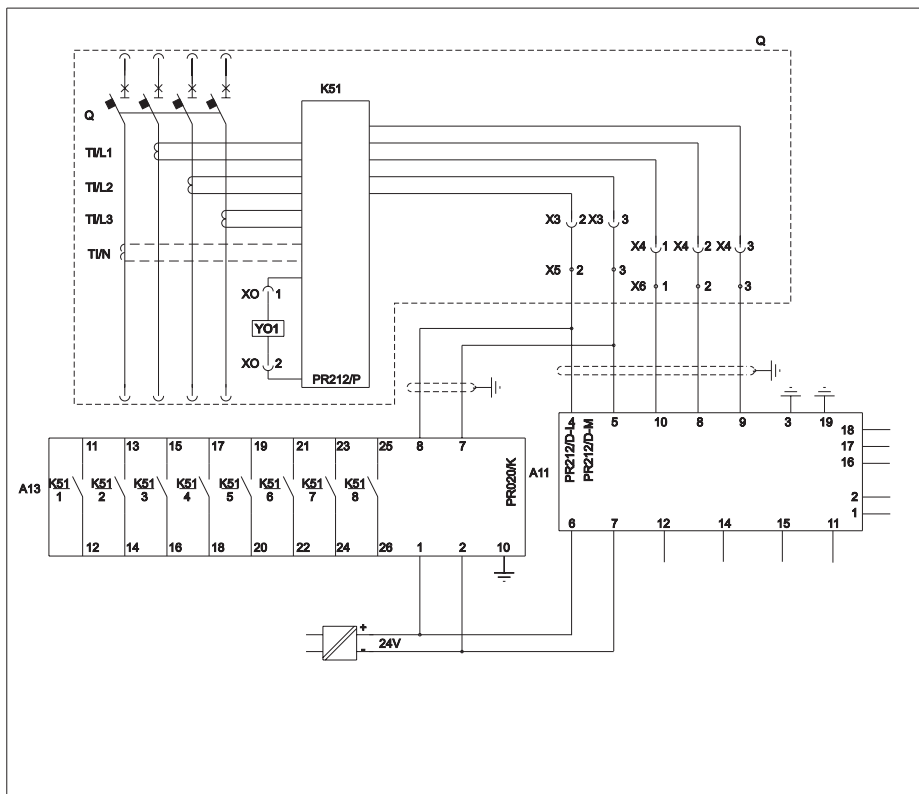 Q
K51
Q
TI/L1
TI/L2
TI/L3
TI/N
X3 2 X3 3
X4 1 X4 2 X4 3
X5 2 3
X6 1 2 3
XO 1
YO1
XO 2
PR212/P
4 5 10 8 9 3 19
11 13 15 17 19 21 23 25 8 7
PR212/D-L
PR212/D-M
18
17
16
2
1
A13
K51 1
K51 2
K51 3
K51 4
K51 5
K51 6
K51 7
K51 8
PR020/K
A11
6 7 12 14 15 11
12 14 16 18 20 22 24 26 1 2 10
+
24V
-